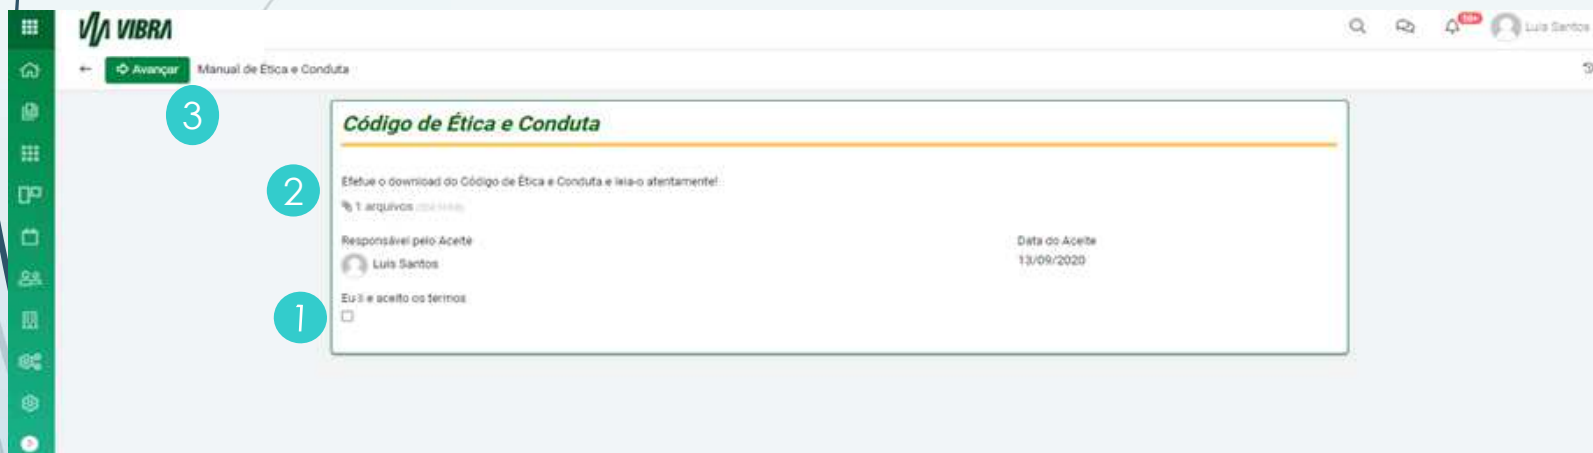 VIBRA
Luis Santos
Avançar Manual de Ética e Conduta
3
Código de Ética e Conduta
2
Efetue o download do Código de Ética e Conduta e leia-o atentamente!
1 arquivos
Responsável pelo Aceite
Data do Aceite
Luis Santos
13/09/2020
Eu li e aceito os termos
1